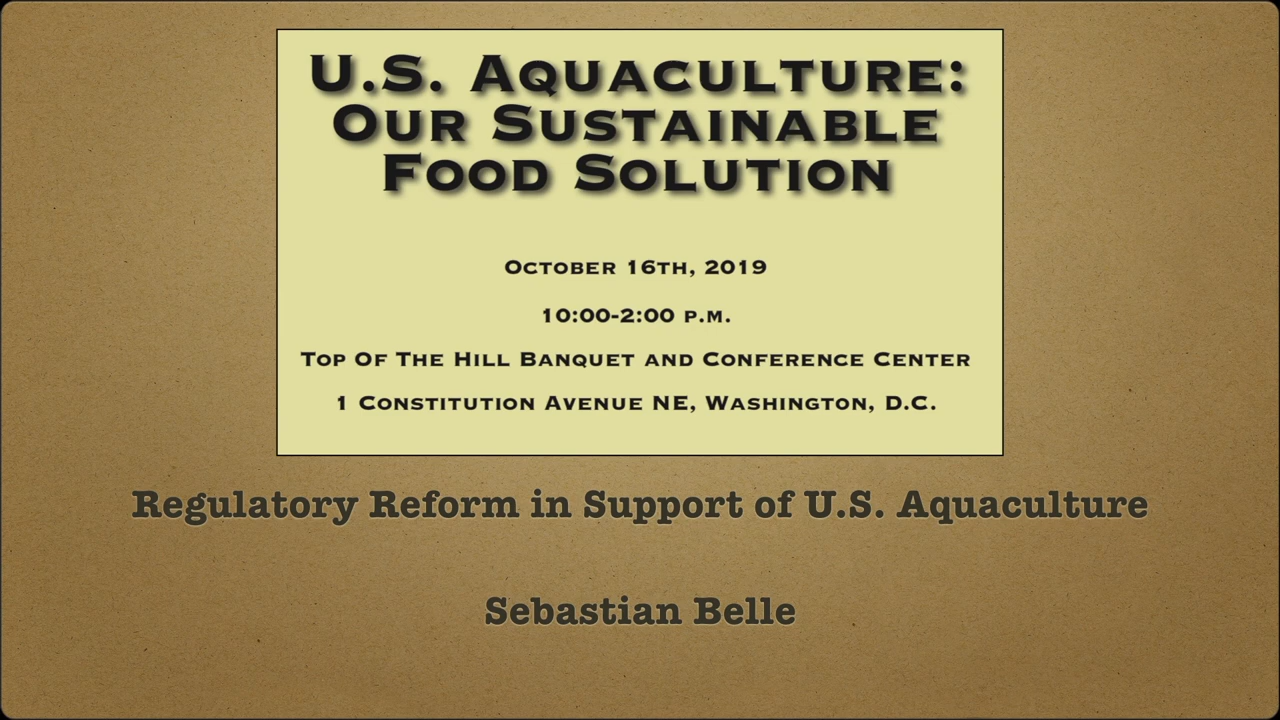 U.S. Aquaculture:
Our Sustainable
Food Solution
October 16th, 2019
10:00-2:00 p.m.
Top Of The Hill Banquet and Conference Center
1 Constitution Avenue NE, Washington, D.C.
Regulatory Reform in Support of U.S. Aquaculture
Sebastian Belle